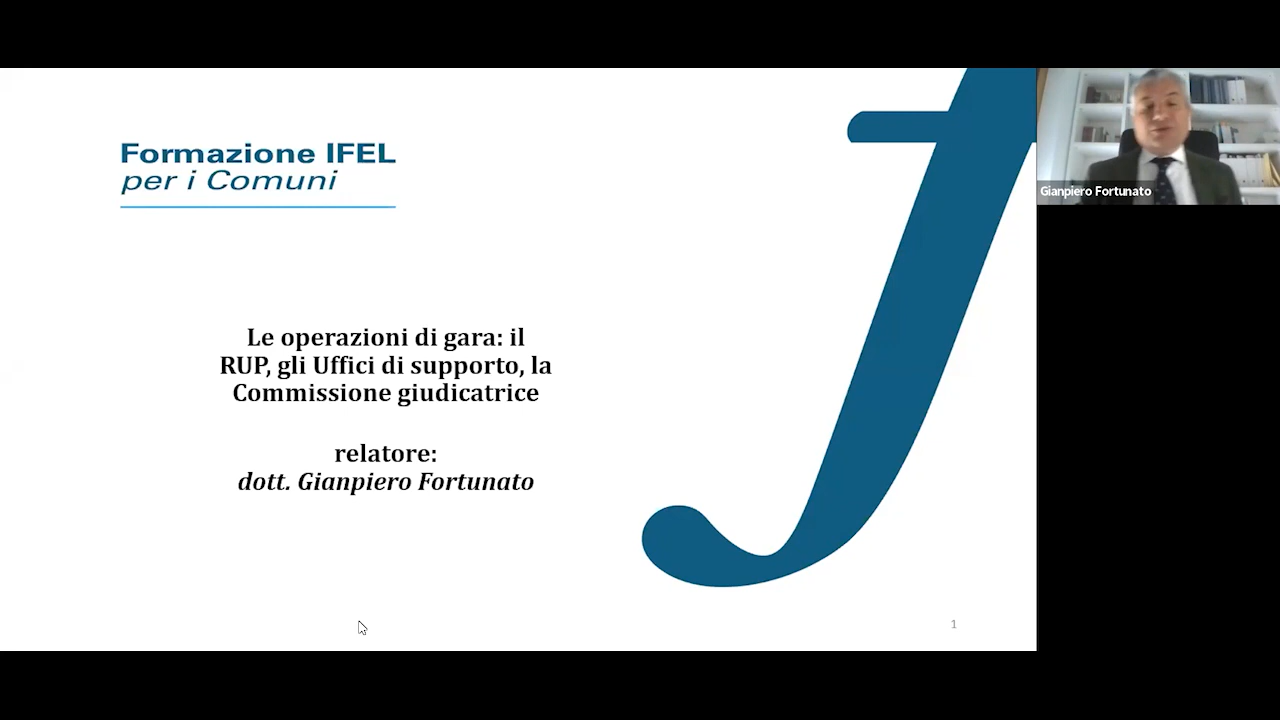 Formazione IFEL
per i Comuni
Le operazioni di gara: il
RUP, gli Uffici di supporto, la
Commissione giudicatrice
relatore:
dott. Gianpiero Fortunato
1
Gianpiero Fortunato